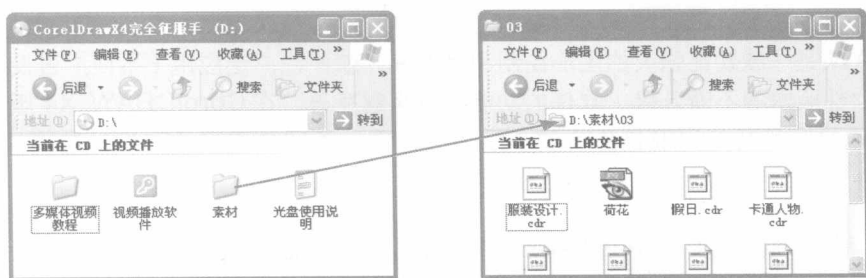 CorelDrawX4完全征服手 (D:)
文件(F) 编辑(E) 查看(V) 收藏(A) 工具(T) »
后退 搜索 文件夹 »
地址(D) D:\ 转到
当前在 CD 上的文件
多媒体视频
教程
视频播放软
件
素材
光盘使用说
明
03
文件(F) 编辑(E) 查看(V) 收藏(A) 工具(T) »
后退 搜索 文件夹 »
地址(D) D:\素材\03 转到
当前在 CD 上的文件
服装设计.
cdr
荷花
假日.cdr
卡通人物.
cdr